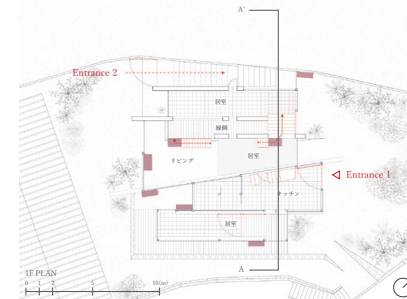 A'
Entrance 2
居室
縁側
リビング
居室
Entrance 1
キッチン
居室
1F PLAN
A
0 1 2 5 10(m)